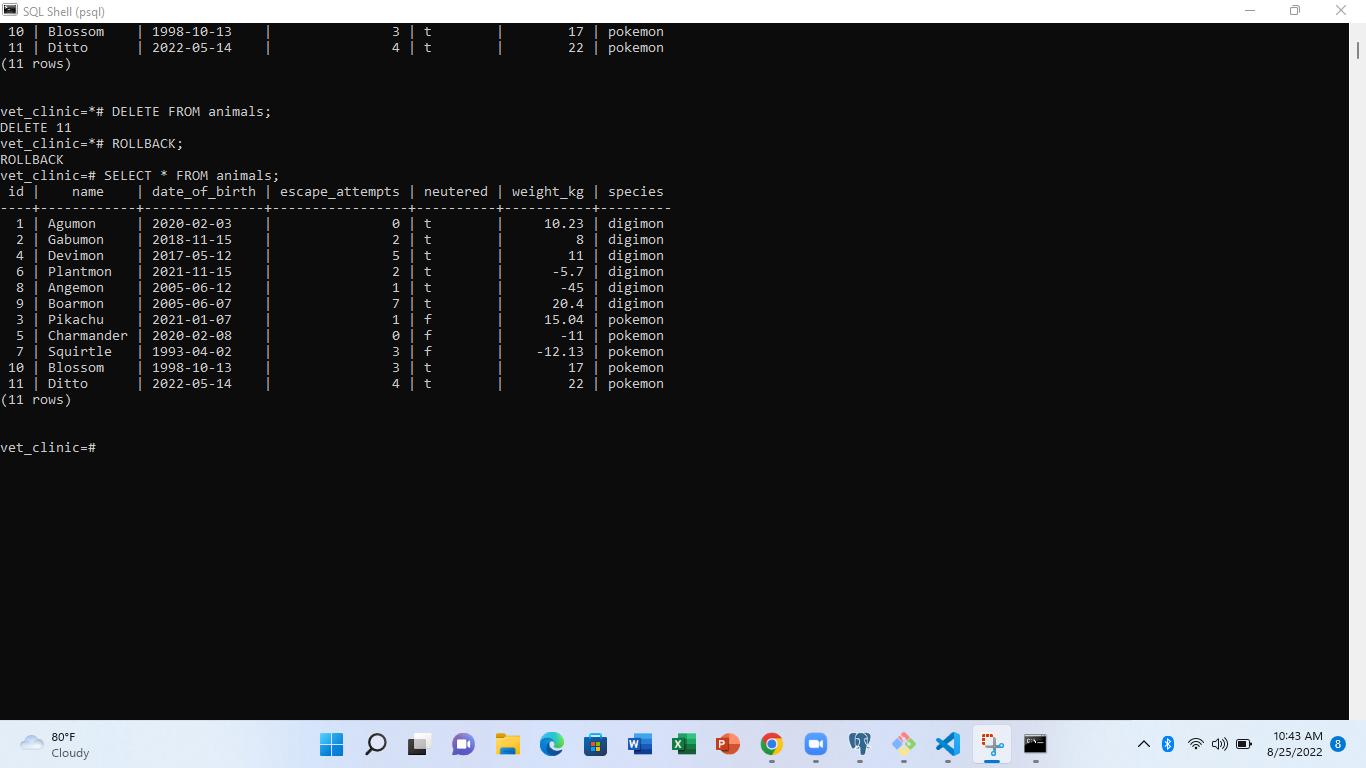 SQL Shell (psql)
 10 | Blossom    | 1998-10-13    |               3 | t        |        17 | pokemon
 11 | Ditto      | 2022-05-14    |               4 | t        |        22 | pokemon
(11 rows)
vet_clinic=*# DELETE FROM animals;
DELETE 11
vet_clinic=*# ROLLBACK;
ROLLBACK
vet_clinic=# SELECT * FROM animals;
 id |    name    | date_of_birth | escape_attempts | neutered | weight_kg | species
----+------------+---------------+-----------------+----------+-----------+---------
  1 | Agumon     | 2020-02-03    |               0 | t        |     10.23 | digimon
  2 | Gabumon    | 2018-11-15    |               2 | t        |         8 | digimon
  4 | Devimon    | 2017-05-12    |               5 | t        |        11 | digimon
  6 | Plantmon   | 2021-11-15    |               2 | t        |      -5.7 | digimon
  8 | Angemon    | 2005-06-12    |               1 | t        |       -45 | digimon
  9 | Boarmon    | 2005-06-07    |               7 | t        |      20.4 | digimon
  3 | Pikachu    | 2021-01-07    |               1 | f        |     15.04 | pokemon
  5 | Charmander | 2020-02-08    |               0 | f        |       -11 | pokemon
  7 | Squirtle   | 1993-04-02    |               3 | f        |    -12.13 | pokemon
 10 | Blossom    | 1998-10-13    |               3 | t        |        17 | pokemon
 11 | Ditto      | 2022-05-14    |               4 | t        |        22 | pokemon
(11 rows)
vet_clinic=#
80°F
Cloudy
10:43 AM
8/25/2022
8